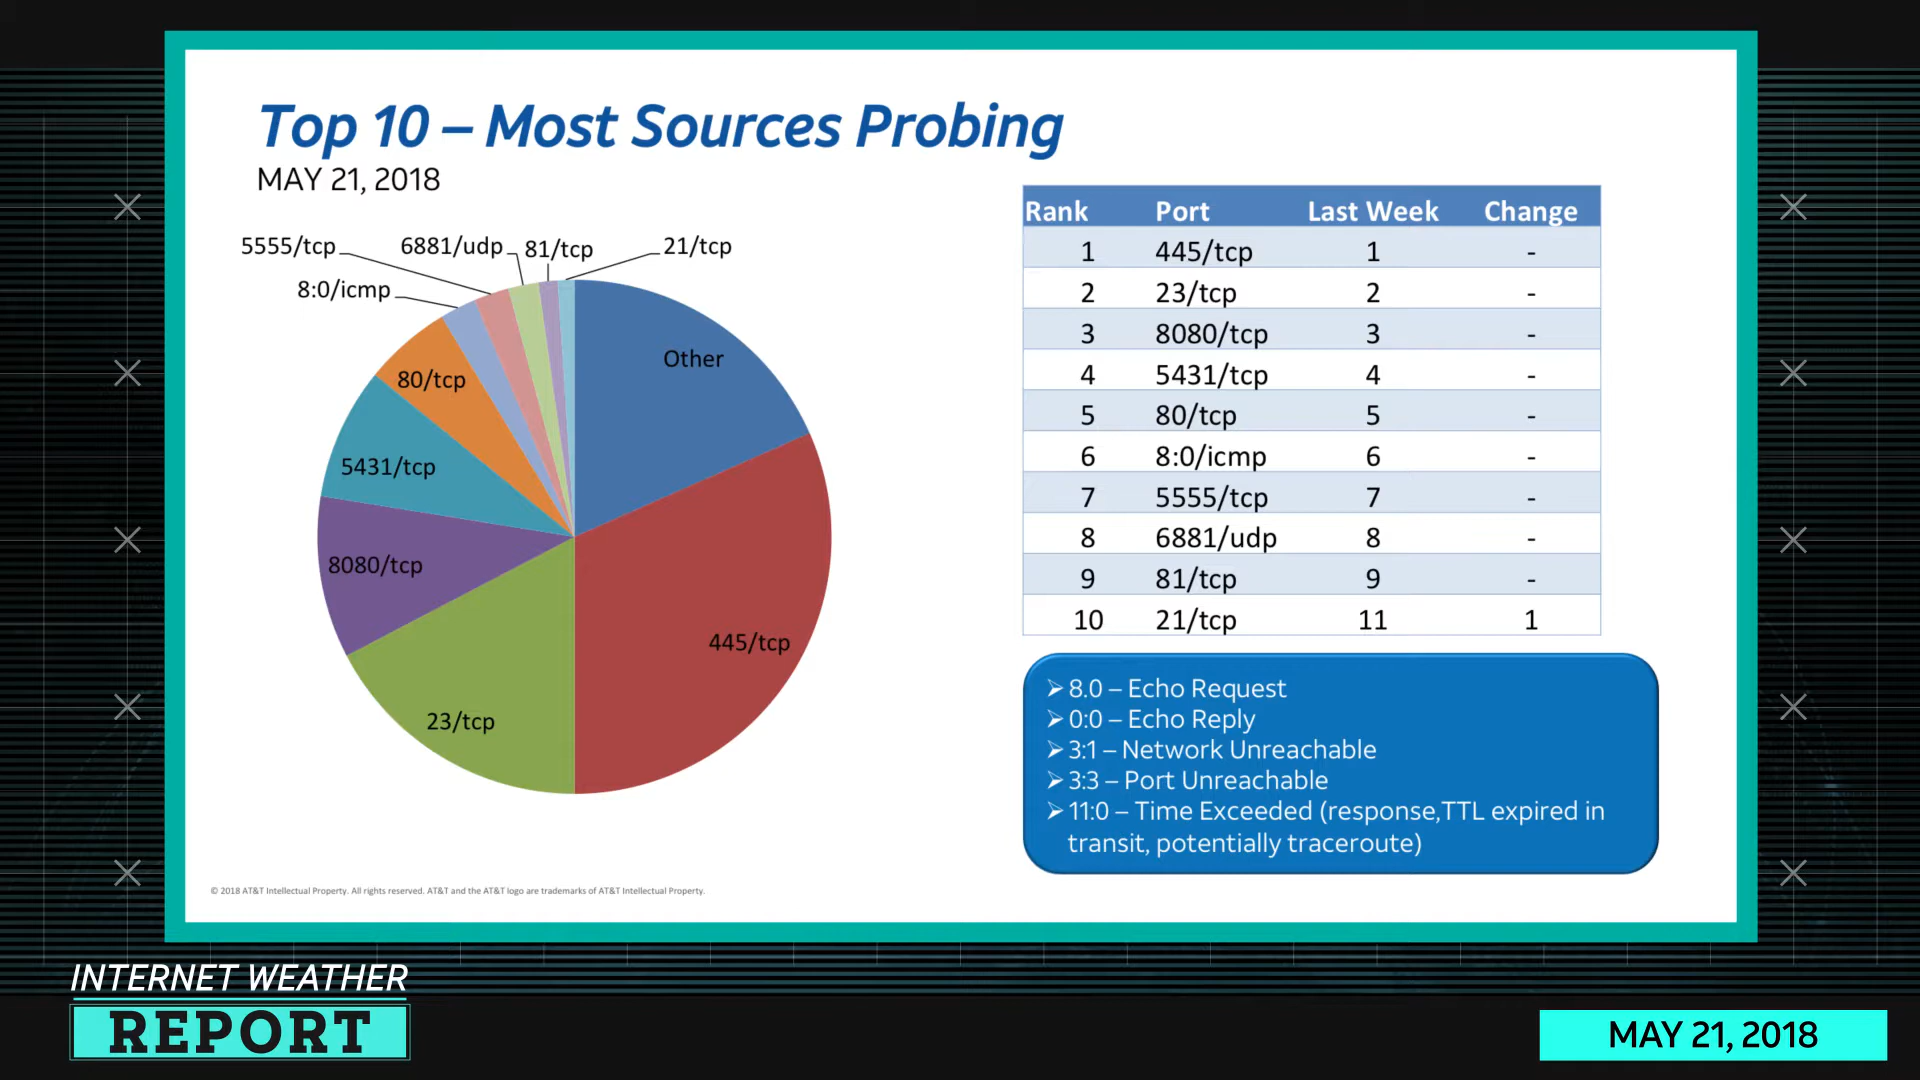 Top 10 – Most Sources Probing
MAY 21, 2018
5555/tcp
6881/udp
81/tcp
21/tcp
8:0/icmp
Other
80/tcp
5431/tcp
8080/tcp
445/tcp
23/tcp
Rank Port Last Week Change
1 445/tcp 1 -
2 23/tcp 2 -
3 8080/tcp 3 -
4 5431/tcp 4 -
5 80/tcp 5 -
6 8:0/icmp 6 -
7 5555/tcp 7 -
8 6881/udp 8 -
9 81/tcp 9 -
10 21/tcp 11 1
➢ 8.0 – Echo Request
➢ 0:0 – Echo Reply
➢ 3:1 – Network Unreachable
➢ 3:3 – Port Unreachable
➢ 11:0 – Time Exceeded (response,TTL expired in
transit, potentially traceroute)
© 2018 AT&T Intellectual Property. All rights reserved. AT&T and the AT&T logo are trademarks of AT&T Intellectual Property.
INTERNET WEATHER
REPORT
MAY 21, 2018